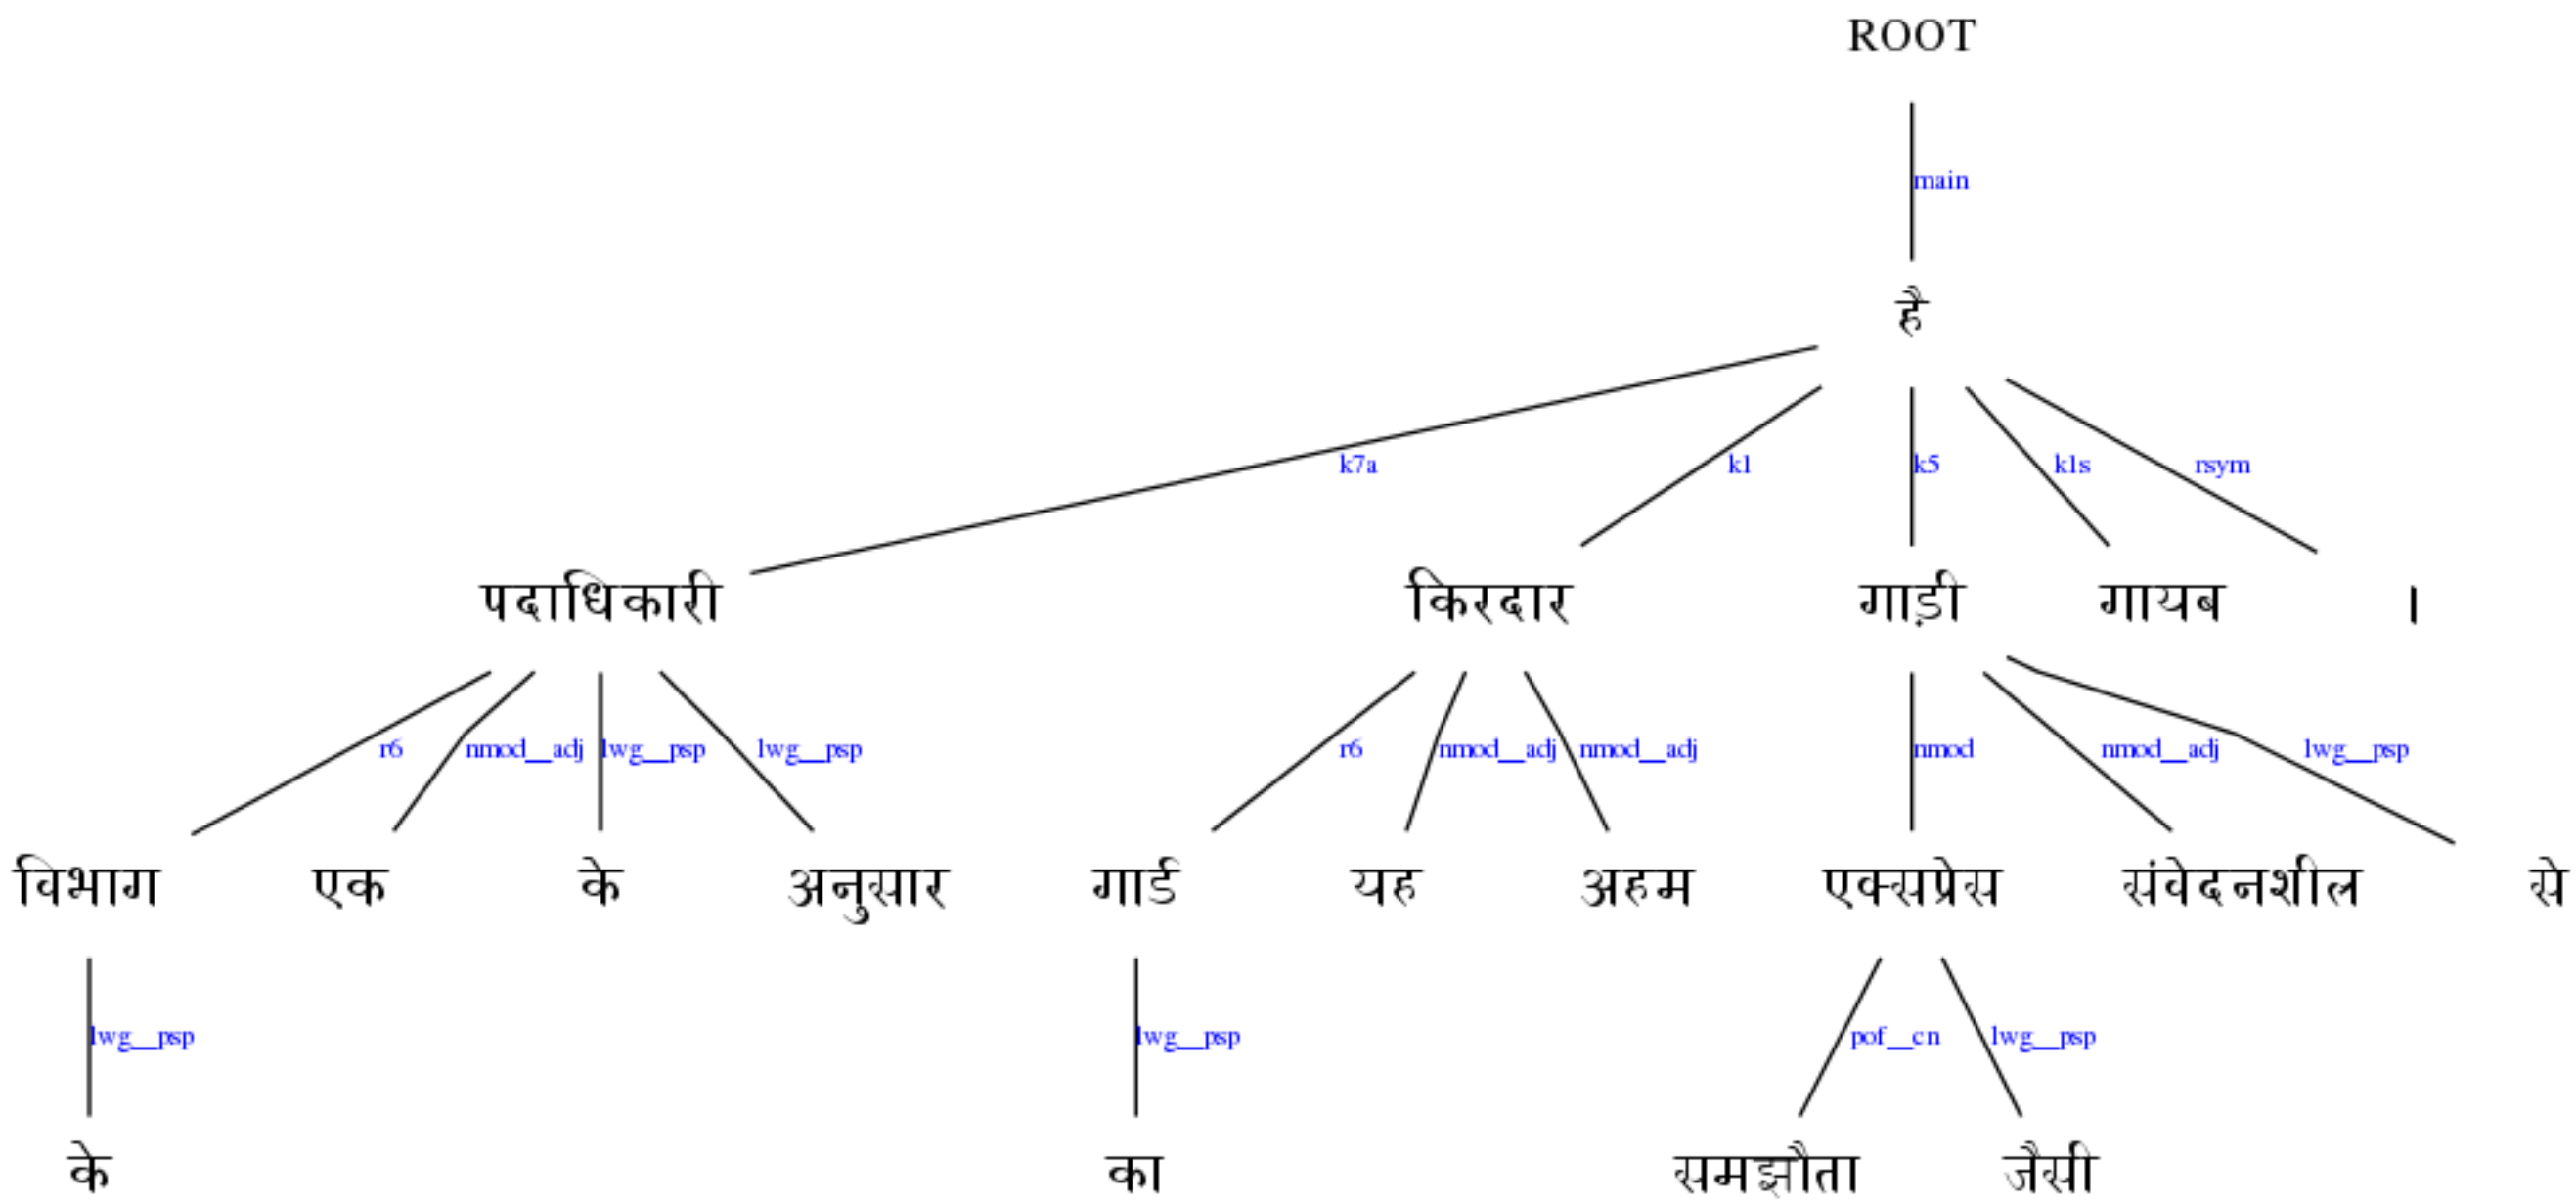 ROOT
main
है
k7a k1 k5 k1s rsym
पदाधिकारी किरदार गाड़ी गायब ।
r6 nmod__adj lwg__psp lwg__psp r6 nmod__adj nmod__adj nmod nmod__adj lwg__psp
विभाग एक के अनुसार गार्ड यह अहम एक्सप्रेस संवेदनशील से
lwg__psp lwg__psp pof__cn lwg__psp
के का समझौता जैसी